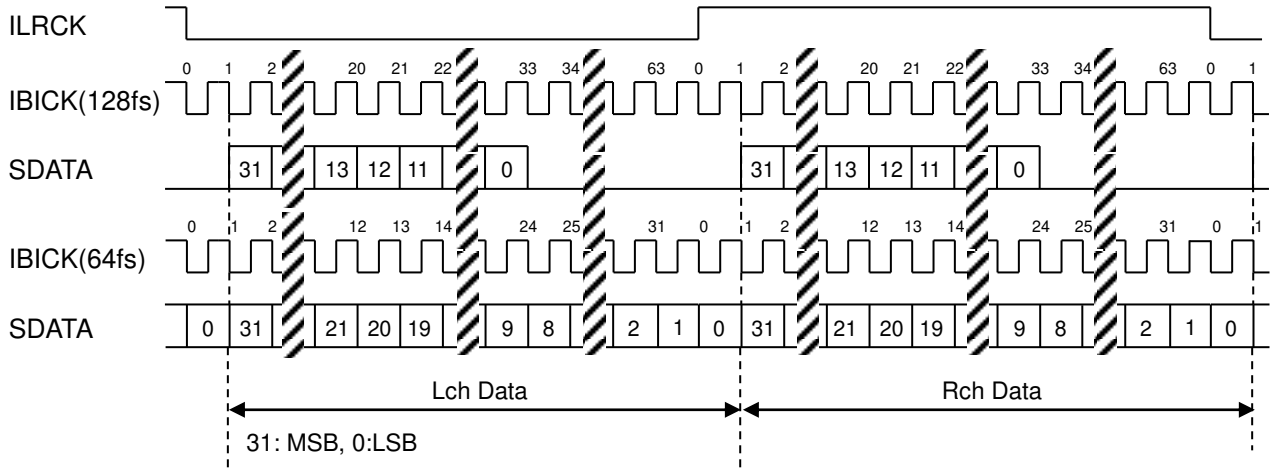 ILRCK
0 1 2 20 21 22 33 34 63 0 1 2 20 21 22 33 34 63 0 1
IBICK(128fs)
SDATA 31 13 12 11 0 31 13 12 11 0
0 1 2 12 13 14 24 25 31 0 1 2 12 13 14 24 25 31 0 1
IBICK(64fs)
SDATA 0 31 21 20 19 9 8 2 1 0 31 21 20 19 9 8 2 1 0
Lch Data Rch Data
31: MSB, 0:LSB